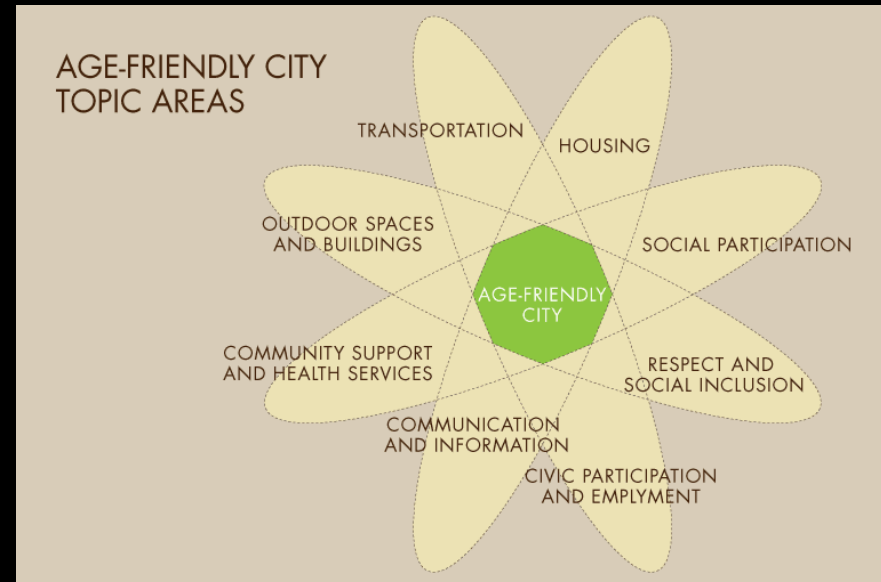 AGE-FRIENDLY CITY
TOPIC AREAS
TRANSPORTATION
HOUSING
OUTDOOR SPACES
AND BUILDINGS
SOCIAL PARTICIPATION
AGE-FRIENDLY
CITY
COMMUNITY SUPPORT
AND HEALTH SERVICES
RESPECT AND
SOCIAL INCLUSION
COMMUNICATION
AND INFORMATION
CIVIC PARTICIPATION
AND EMPLYMENT